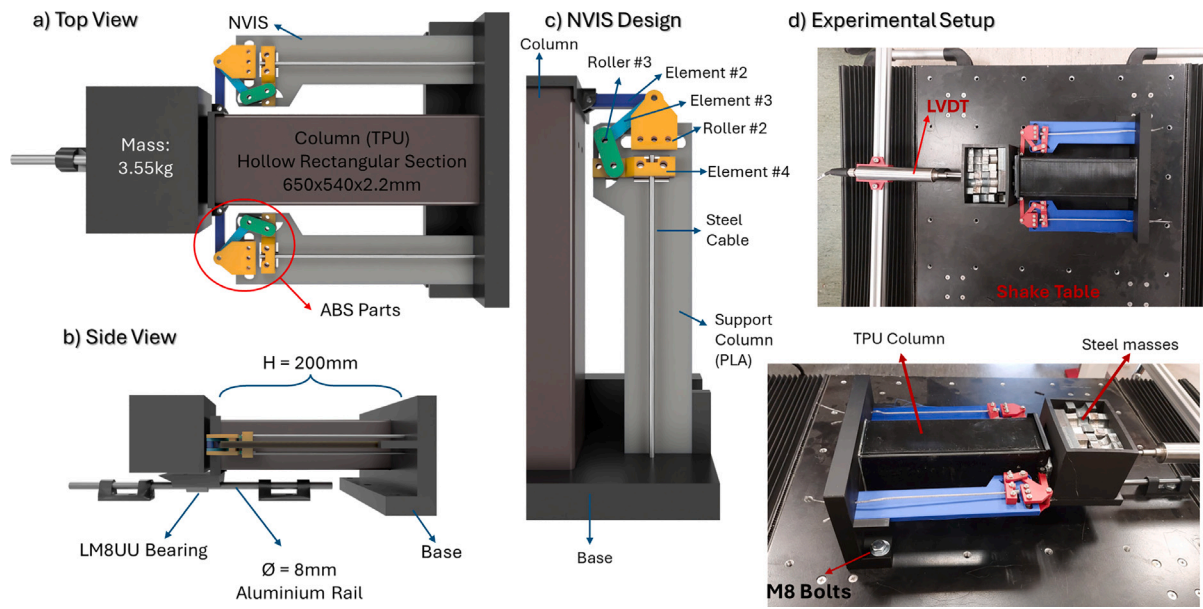 a) Top View
NVIS
Mass:
3.55kg
Column (TPU)
Hollow Rectangular Section
650x540x2.2mm
ABS Parts
b) Side View
H = 200mm
LM8UU Bearing
Ø = 8mm
Aluminium Rail
Base
c) NVIS Design
Column
Roller #3
Element #2
Element #3
Roller #2
Element #4
Steel
Cable
Support
Column
(PLA)
Base
d) Experimental Setup
LVDT
Shake Table
TPU Column
Steel masses
M8 Bolts